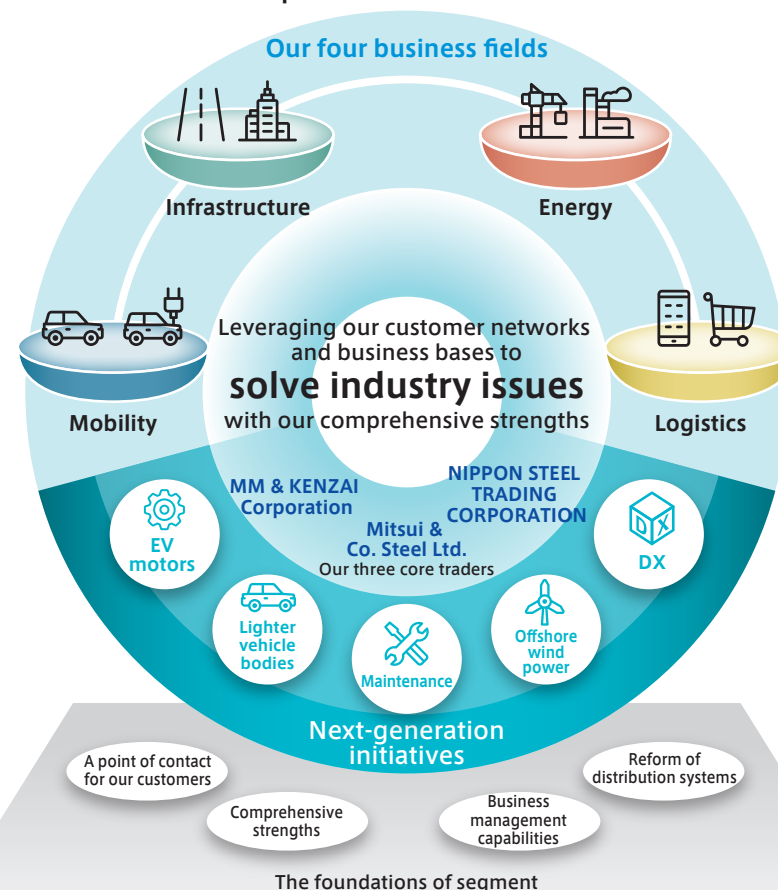 Our four business fields
Infrastructure
Energy
Mobility
Logistics
Leveraging our customer networks
and business bases to
solve industry issues
with our comprehensive strengths
MM & KENZAI
Corporation
NIPPON STEEL
TRADING
CORPORATION
Mitsui &
Co. Steel Ltd.
Our three core traders
EV
motors
DX
DX
Lighter
vehicle
bodies
Maintenance
Offshore
wind
power
Next-generation
initiatives
A point of contact
for our customers
Comprehensive
strengths
Business
management
capabilities
Reform of
distribution systems
The foundations of segment